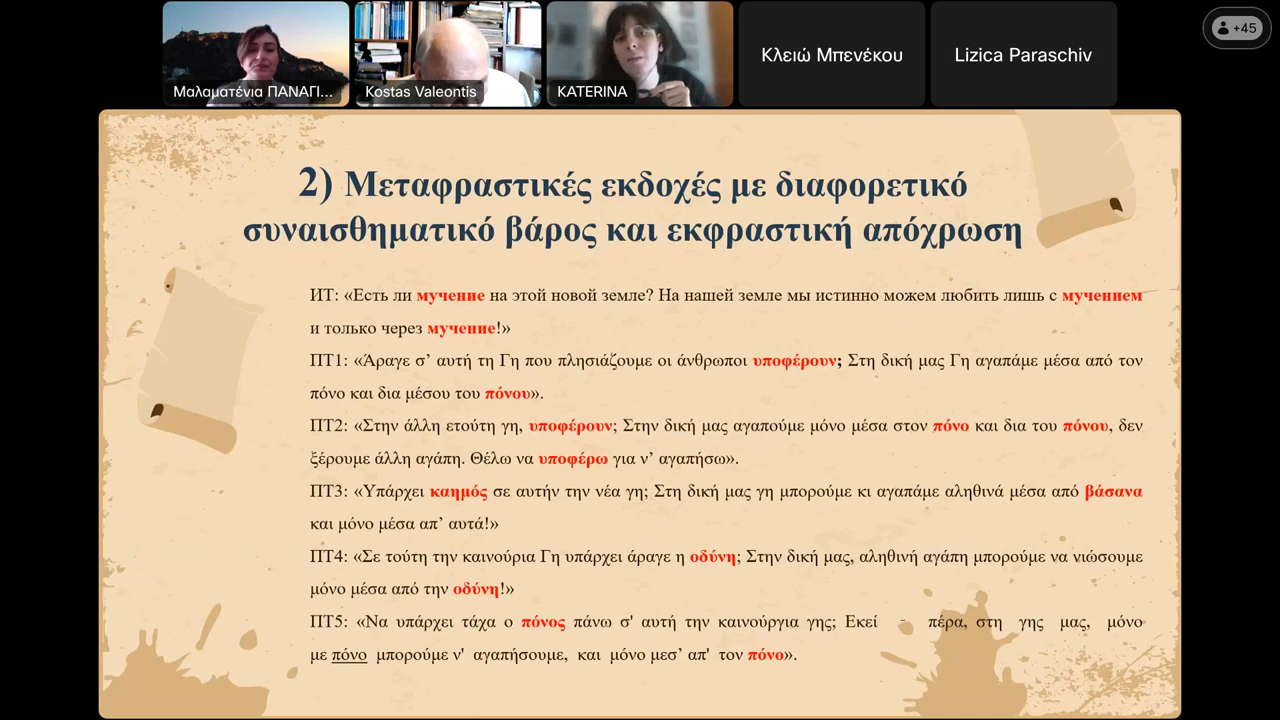 +45
Μαλαματένια ΠΑΝΑΓΙ...
Kostas Valeontis
KATERINA
Κλειώ Μπενέκου
Lizica Paraschiv
2) Μεταφραστικές εκδοχές με διαφορετικό
συναισθηματικό βάρος και εκφραστική απόχρωση
ИТ: «Есть ли мучение на этой новой земле? На нашей земле мы истинно можем любить лишь с мучением
и только через мучение!»
ΠΤ1: «Άραγε σ’ αυτή τη Γη που πλησιάζουμε οι άνθρωποι υποφέρουν; Στη δική μας Γη αγαπάμε μέσα από τον
πόνο και δια μέσου του πόνου».
ΠΤ2: «Στην άλλη ετούτη γη, υποφέρουν; Στην δική μας αγαπούμε μόνο μέσα στον πόνο και δια του πόνου, δεν
ξέρουμε άλλη αγάπη. Θέλω να υποφέρω για ν’ αγαπήσω».
ΠΤ3: «Υπάρχει καημός σε αυτήν την νέα γη; Στη δική μας γη μπορούμε κι αγαπάμε αληθινά μέσα από βάσανα
και μόνο μέσα απ’ αυτά!»
ΠΤ4: «Σε τούτη την καινούρια Γη υπάρχει άραγε η οδύνη; Στην δική μας, αληθινή αγάπη μπορούμε να νιώσουμε
μόνο μέσα από την οδύνη!»
ΠΤ5: «Να υπάρχει τάχα ο πόνος πάνω σ' αυτή την καινούργια γης; Εκεί - πέρα, στη γης μας, μόνο
με πόνο μπορούμε ν' αγαπήσουμε, και μόνο μεσ’ απ' τον πόνο».